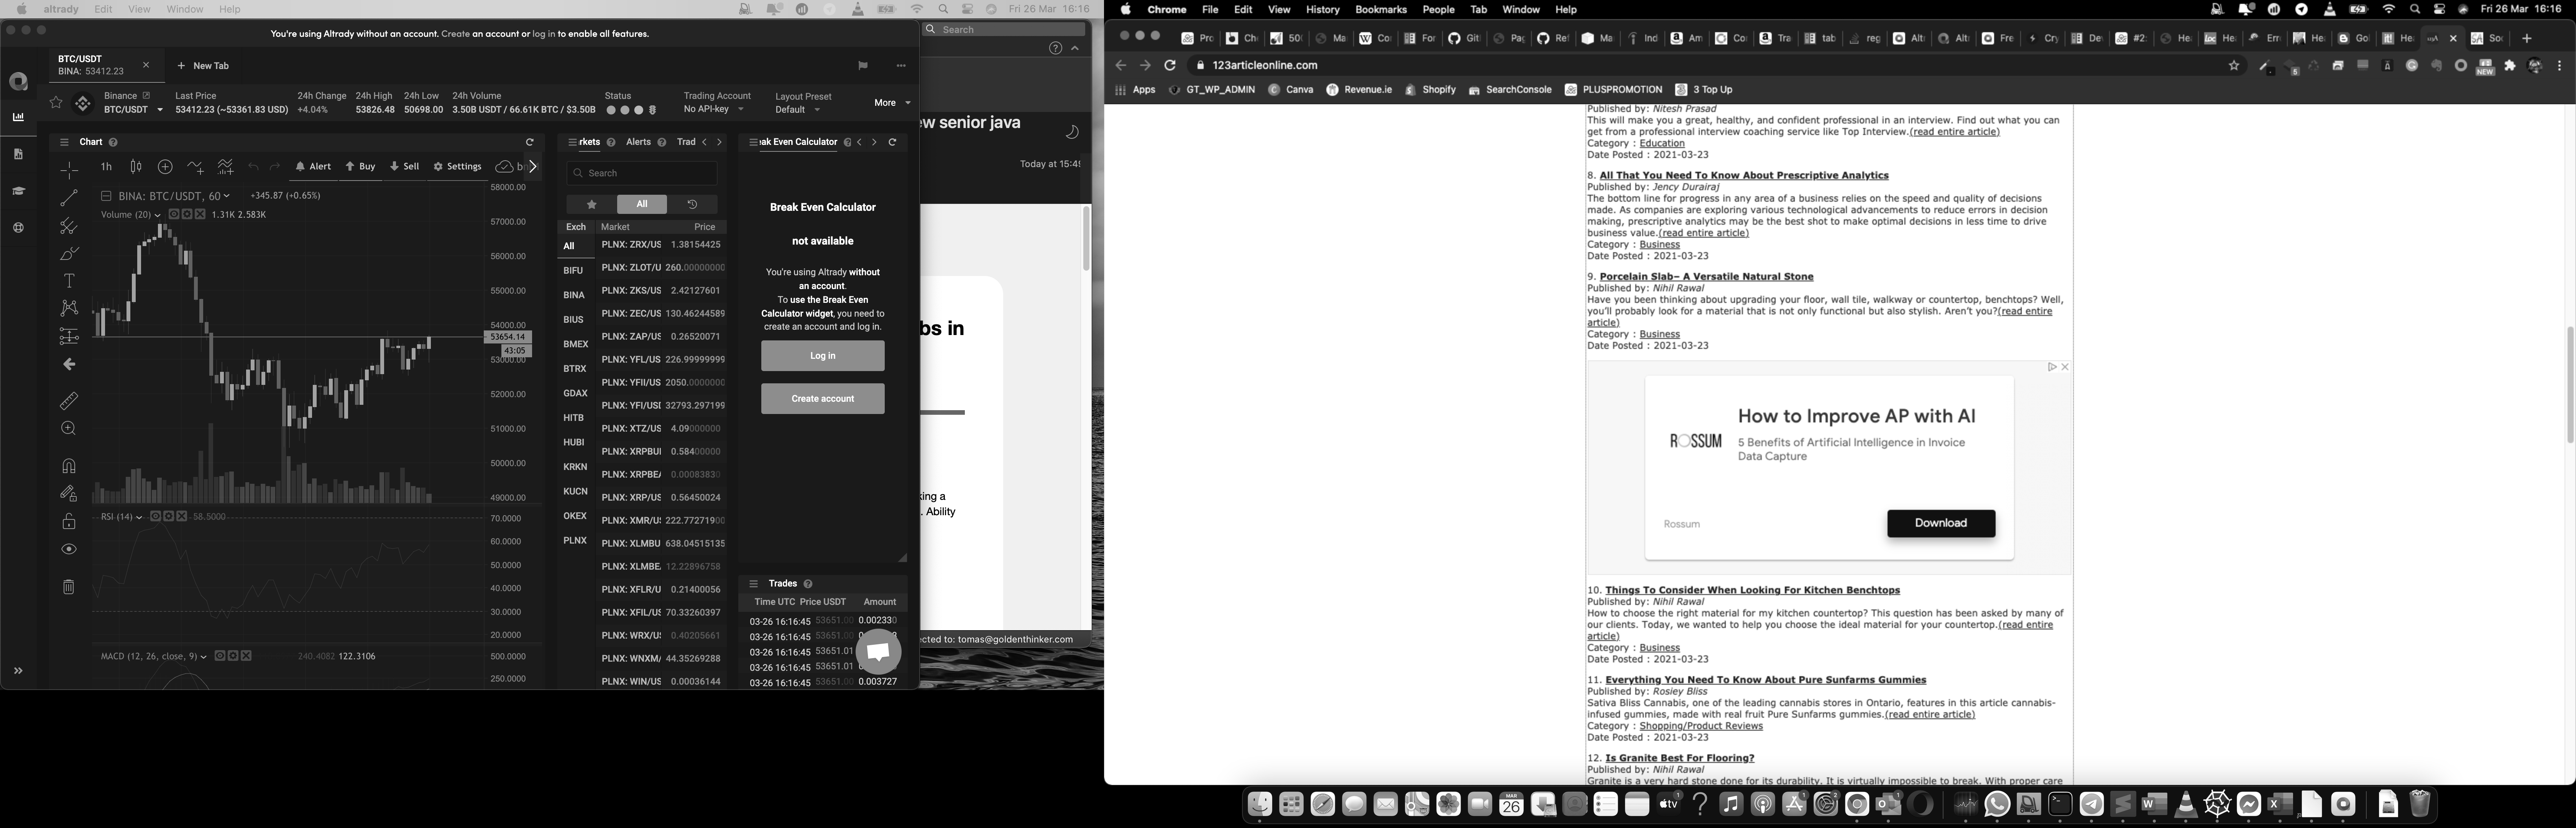 altrady Edit View Window Help
Fri 26 Mar 16:16
You're using Altrady without an account. Create an account or log in to enable all features.
BTC/USDT
BINA: 53412.23
New Tab
Binance
BTC/USDT
Last Price
53412.23 (~53361.83 USD)
24h Change
+4.04%
24h High
53826.48
24h Low
50698.00
24h Volume
3.50B USDT / 66.61K BTC / $3.50B
Status
Trading Account
No API-key
Layout Preset
Default
More
Chart
1h
Alert
Buy
Sell
Settings
BINA: BTC/USDT, 60
+345.87 (+0.65%)
Volume (20)
1.31K 2.583K
58000.00
57000.00
56000.00
55000.00
54000.00
53654.14
43:05
53000.00
52000.00
51000.00
50000.00
49000.00
RSI (14)
58.5000
70.0000
60.0000
50.0000
40.0000
30.0000
20.0000
MACD (12, 26, close, 9)
240.4082 122.3106
500.0000
250.0000
rkets
Alerts
Trad
Search
All
Exch Market Price
All
BIFU
BINA
BIUS
BMEX
BTRX
GDAX
HITB
HUBI
KRKN
KUCN
OKEX
PLNX
PLNX: ZRX/US 1.38154425
PLNX: ZLOT/U 260.00000000
PLNX: ZKS/US 2.42127601
PLNX: ZEC/US 130.46244589
PLNX: ZAP/US 0.26520071
PLNX: YFL/US 226.99999999
PLNX: YFII/US 2050.0000000
PLNX: YFI/USI 32793.297199
PLNX: XTZ/US 4.09000000
PLNX: XRPBUI 0.58400000
PLNX: XRPBE/ 0.00083830
PLNX: XRP/US 0.56450024
PLNX: XMR/U 222.77271900
PLNX: XLMBU 638.04515135
PLNX: XLMBE 12.22896758
PLNX: XFLR/U 0.21400056
PLNX: XFIL/US 70.33260397
PLNX: WRX/U 0.40205661
PLNX: WNXM/ 44.35269288
PLNX: WIN/US 0.00036144
eak Even Calculator
Break Even Calculator
not available
You're using Altrady without
an account.
To use the Break Even
Calculator widget, you need to
create an account and log in.
Log in
Create account
Trades
Time UTC Price USDT Amount
03-26 16:16:45 53651.00 0.002330
03-26 16:16:45 53651.00
03-26 16:16:45 53651.01
03-26 16:16:45 53651.01
03-26 16:16:45 53651.00 0.003727
Search
ew senior java
Today at 15:49
bs in
king a
. Ability
ected to: tomas@goldenthinker.com
Chrome File Edit View History Bookmarks People Tab Window Help
Fri 26 Mar 16:16
123articleonline.com
Apps GT_WP_ADMIN Canva Revenue.ie Shopify SearchConsole PLUSPROMOTION 3 Top Up
Published by: Nitesh Prasad
This will make you a great, healthy, and confident professional in an interview. Find out what you can
get from a professional interview coaching service like Top Interview.(read entire article)
Category : Education
Date Posted : 2021-03-23
8. All That You Need To Know About Prescriptive Analytics
Published by: Jency Durairaj
The bottom line for progress in any area of a business relies on the speed and quality of decisions
made. As companies are exploring various technological advancements to reduce errors in decision
making, prescriptive analytics may be the best shot to make optimal decisions in less time to drive
business value.(read entire article)
Category : Business
Date Posted : 2021-03-23
9. Porcelain Slab– A Versatile Natural Stone
Published by: Nihil Rawal
Have you been thinking about upgrading your floor, wall tile, walkway or countertop, benchtops? Well,
you'll probably look for a material that is not only functional but also stylish. Aren't you?(read entire
article)
Category : Business
Date Posted : 2021-03-23
How to Improve AP with AI
ROSSUM
5 Benefits of Artificial Intelligence in Invoice
Data Capture
Rossum
Download
10. Things To Consider When Looking For Kitchen Benchtops
Published by: Nihil Rawal
How to choose the right material for my kitchen countertop? This question has been asked by many of
our clients. Today, we wanted to help you choose the ideal material for your countertop.(read entire
article)
Category : Business
Date Posted : 2021-03-23
11. Everything You Need To Know About Pure Sunfarms Gummies
Published by: Rosiey Bliss
Sativa Bliss Cannabis, one of the leading cannabis stores in Ontario, features in this article cannabis-
infused gummies, made with real fruit Pure Sunfarms gummies.(read entire article)
Category : Shopping/Product Reviews
Date Posted : 2021-03-23
12. Is Granite Best For Flooring?
Published by: Nihil Rawal
Granite is a very hard stone done for its durability. It is virtually impossible to break. With proper care
MAR
26
tv